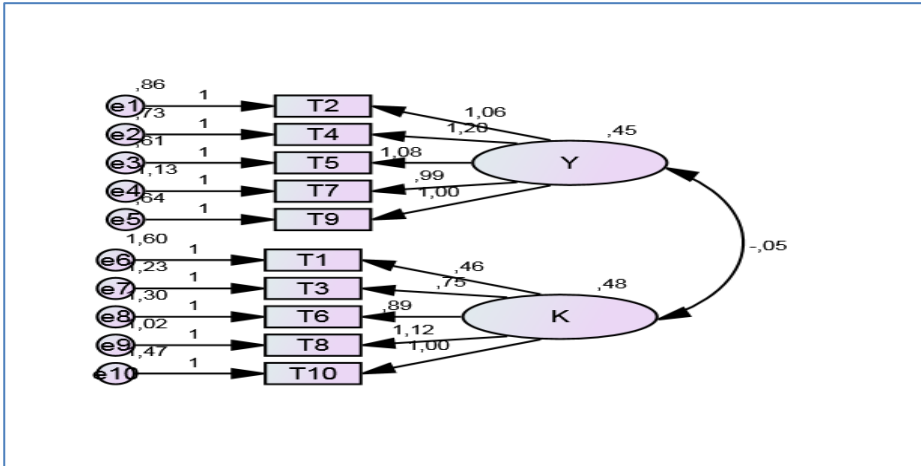 ,86
e1 1 T2 1,06
,73
e2 1 T4 1,20 ,45
,61
e3 1 T5 1,08 Y
1,13
e4 1 T7 ,99
,64
e5 1 T9 1,00
-,05
1,60
e6 1 T1 ,46
1,23
e7 1 T3 ,75 ,48
1,30
e8 1 T6 ,89 K
1,02
e9 1 T8 1,12
1,47
e10 1 T10 1,00